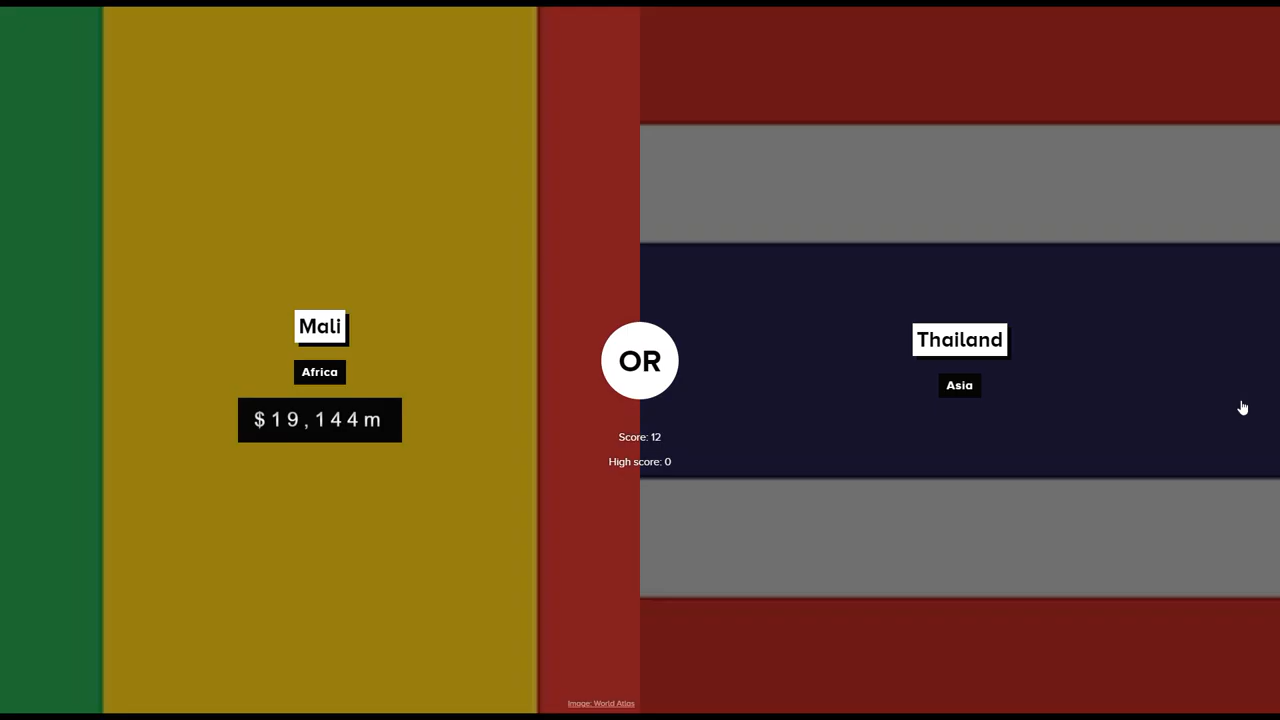 Mali
Africa
$19,144m
OR
Score: 12
High score: 0
Thailand
Asia
Image: World Atlas